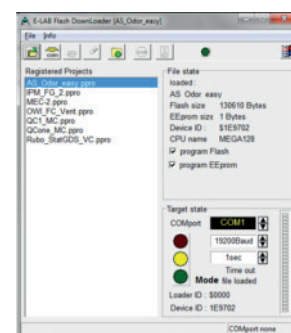 E-LAB Flash DownLoader [AS_Odor_easy]
File Info
Registered Projects
AS_Odor_easy.ppro
IPM_FG_2.ppro
MEC-2.ppro
OWI_FC_Vent.ppro
QC1_MC.ppro
QCone_MC.ppro
Rubo_StatGDS_VC.ppro
File state
loaded:
AS Odor easy
Flash size 130610 Bytes
EEprom size 1 Bytes
Device ID : $1E9702
CPU name MEGA128
program Flash
program EEprom
Target state
COMport COM1
19200Baud
1sec
Time out
Mode file loaded
Loader ID : $0000
Device ID : 1E9702
COMport none